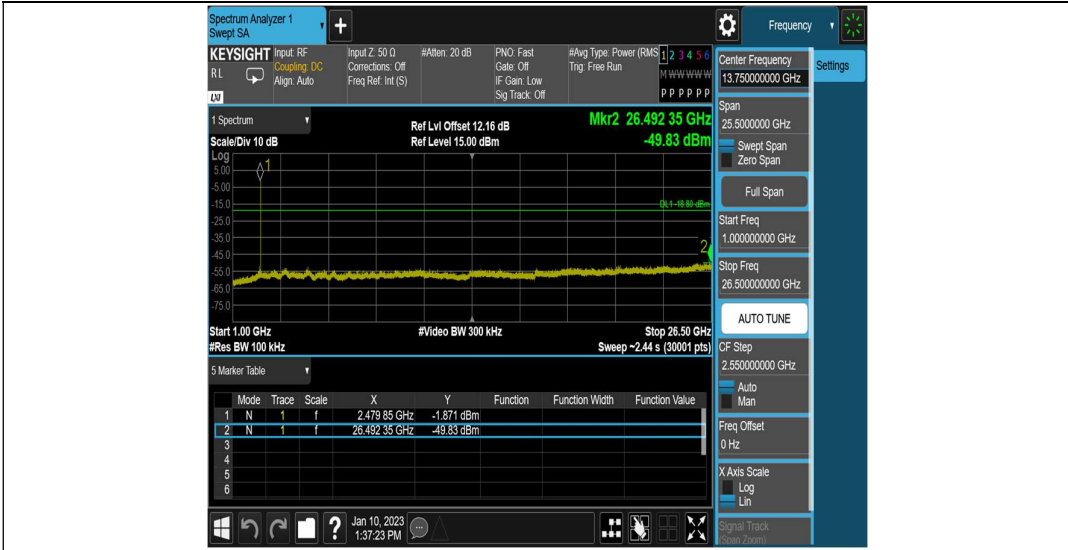 Spectrum Analyzer 1
Swept SA
Frequency
KEYSIGHT
RL
LXI
Input: RF
Coupling: DC
Align: Auto
Input Z: 50 Ω
Corrections: Off
Freq Ref: Int (S)
#Atten: 20 dB
PNO: Fast
Gate: Off
IF Gain: Low
Sig Track: Off
#Avg Type: Power (RMS
Trig: Free Run
1 2 3 4 5 6
M W W W W W
P P P P P P
Center Frequency
13.750000000 GHz
Settings
1 Spectrum
Scale/Div 10 dB
Ref Lvl Offset 12.16 dB
Ref Level 15.00 dBm
Mkr2 26.492 35 GHz
-49.83 dBm
Log
5.00
-5.00
-15.0
-25.0
-35.0
-45.0
-55.0
-65.0
-75.0
1
DL1 -18.80 dBm
2
Start 1.00 GHz
#Video BW 300 kHz
Stop 26.50 GHz
#Res BW 100 kHz
Sweep ~2.44 s (30001 pts)
Span
25.5000000 GHz
Swept Span
Zero Span
Full Span
Start Freq
1.000000000 GHz
Stop Freq
26.500000000 GHz
AUTO TUNE
CF Step
2.550000000 GHz
Auto
Man
Freq Offset
0 Hz
X Axis Scale
Log
Lin
Signal Track
(Span Zoom)
5 Marker Table
Mode Trace Scale X Y Function Function Width Function Value
1 N 1 f 2.479 85 GHz -1.871 dBm
2 N 1 f 26.492 35 GHz -49.83 dBm
3
4
5
6
?
Jan 10, 2023
1:37:23 PM